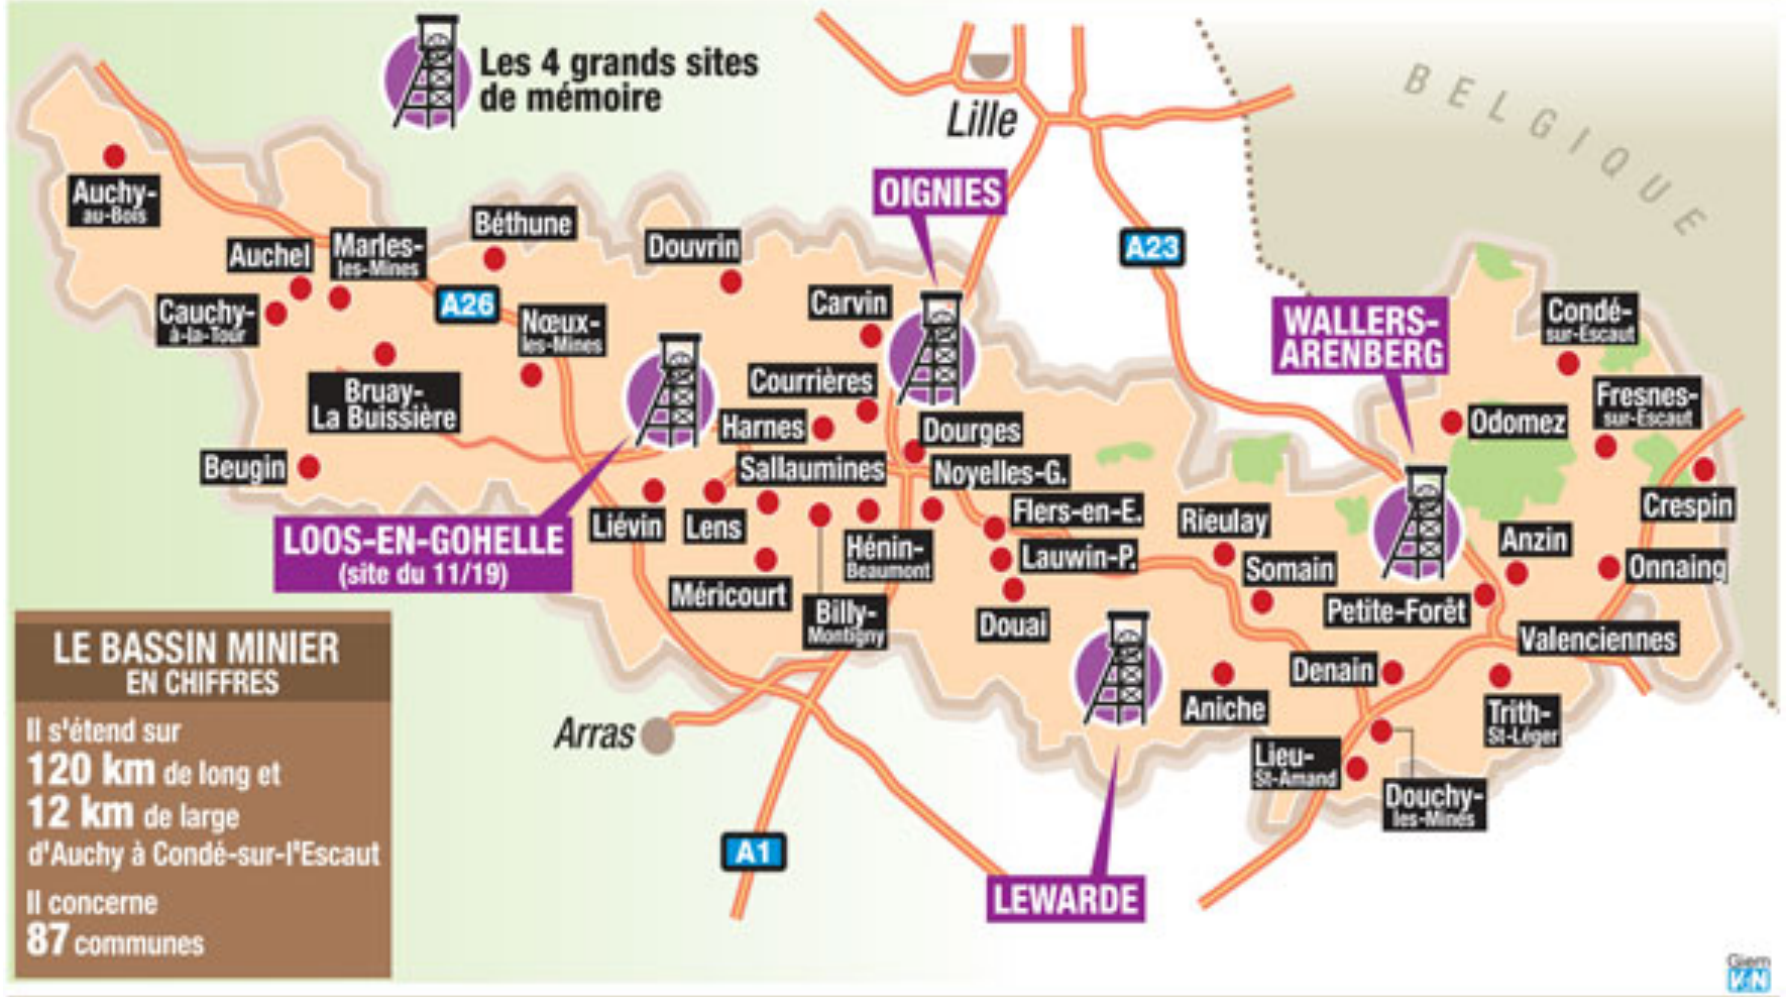 Les 4 grands sites
de mémoire
BELGIQUE
Lille
OIGNIES
A23
Auchy-
au-Bois
Béthune
Auchel
Marles-
les-Mines
Douvrin
Carvin
A26
Cauchy-
à-la-Tour
Nœux-
les-Mines
WALLERS-
ARENBERG
Condé-
sur-Escaut
Bruay-
La Buissière
Courrières
Fresnes-
sur-Escaut
Harnes
Dourges
Odomez
Beugin
Sallaumines
Noyelles-G.
Crespin
LOOS-EN-GOHELLE
(site du 11/19)
Liévin
Lens
Flers-en-E.
Rieulay
Hénin-
Beaumont
Lauwin-P.
Somain
Anzin
Onnaing
Méricourt
Billy-
Montigny
Douai
Petite-Forêt
Valenciennes
Denain
Aniche
Trith-
St-Léger
Arras
Lieu-
St-Amand
Douchy-
les-Mines
A1
LEWARDE
LE BASSIN MINIER
EN CHIFFRES
Il s'étend sur
120 km de long et
12 km de large
d'Auchy à Condé-sur-l'Escaut
Il concerne
87 communes